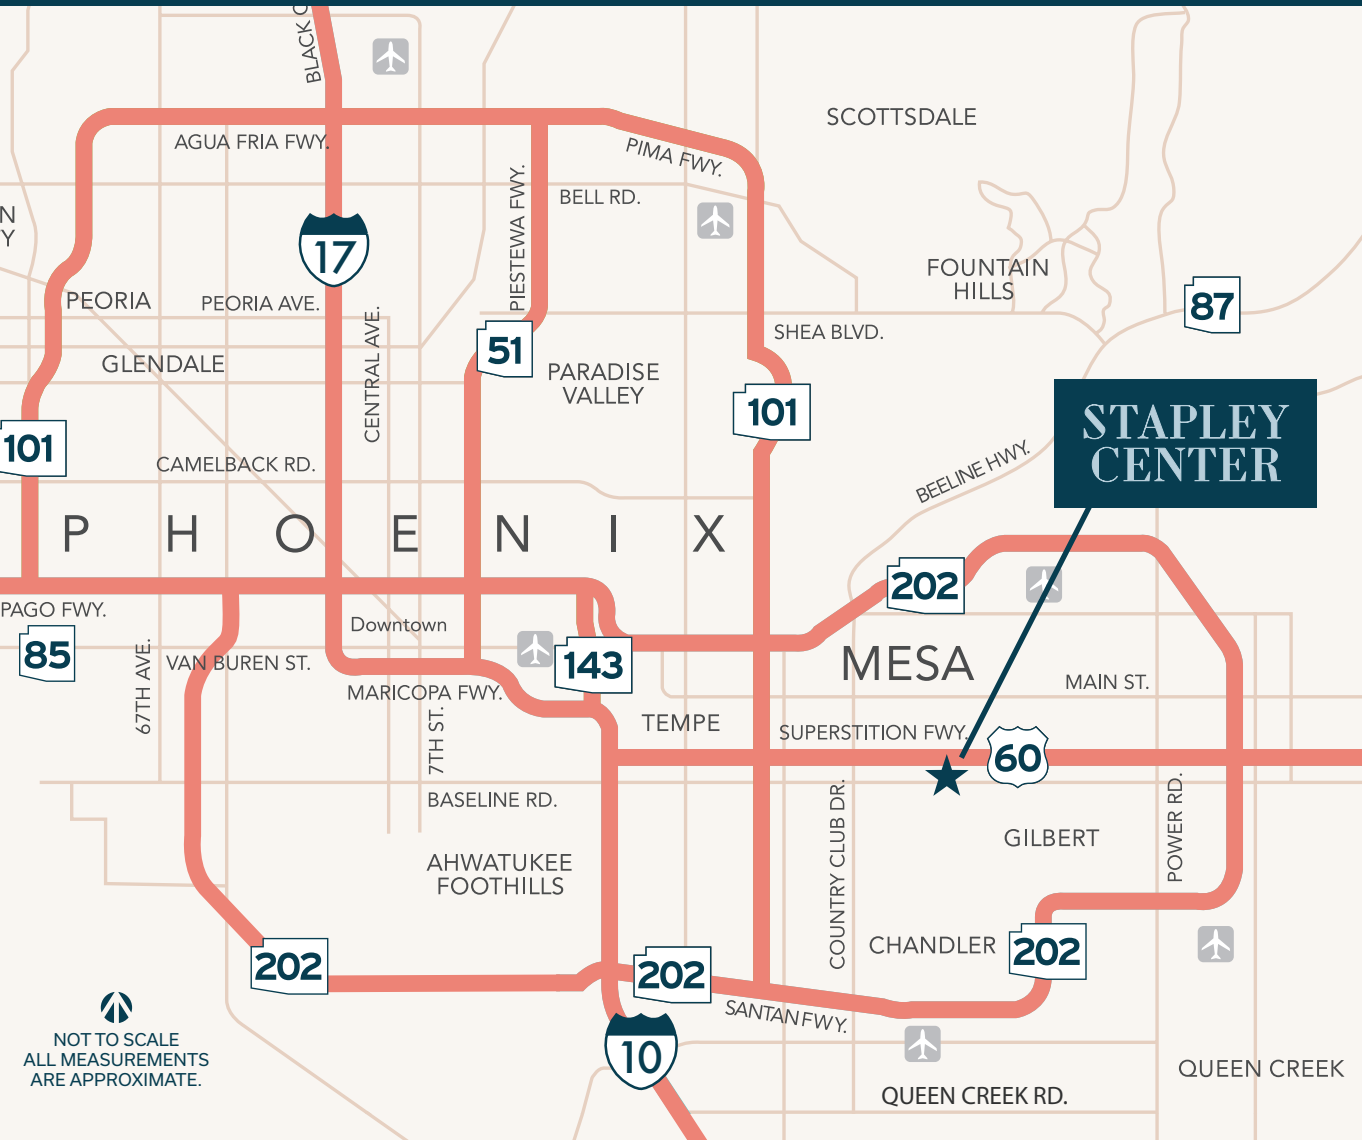 BLACK C
SCOTTSDALE
AGUA FRIA FWY.
PIMA FWY.
PIESTEWA FWY.
BELL RD.
N
Y
17
FOUNTAIN
HILLS
PEORIA
PEORIA AVE.
87
CENTRAL AVE.
SHEA BLVD.
51
GLENDALE
PARADISE
VALLEY
101
101
STAPLEY
CENTER
CAMELBACK RD.
BEELINE HWY.
PHOENIX
202
PAGO FWY.
Downtown
85
67TH AVE.
VAN BUREN ST.
143
MESA
MAIN ST.
MARICOPA FWY.
7TH ST.
TEMPE
SUPERSTITION FWY.
60
BASELINE RD.
COUNTRY CLUB DR.
GILBERT
POWER RD.
AHWATUKEE
FOOTHILLS
CHANDLER
202
202
202
SANTAN FWY.
NOT TO SCALE
ALL MEASUREMENTS
ARE APPROXIMATE.
10
QUEEN CREEK
QUEEN CREEK RD.